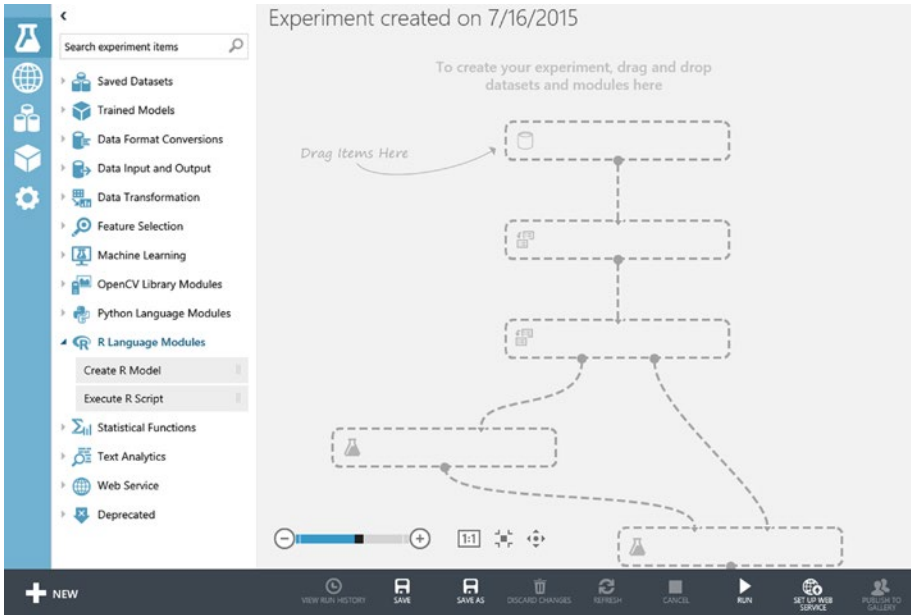 Experiment created on 7/16/2015
Search experiment items
Saved Datasets
Trained Models
Data Format Conversions
Data Input and Output
Data Transformation
Feature Selection
Machine Learning
OpenCV Library Modules
Python Language Modules
R Language Modules
Create R Model
Execute R Script
Statistical Functions
Text Analytics
Web Service
Deprecated
To create your experiment, drag and drop
datasets and modules here
Drag Items Here
1:1
NEW
VIEW RUN HISTORY
SAVE
SAVE AS
DISCARD CHANGES
REFRESH
CANCEL
RUN
SET UP WEB
SERVICE
PUBLISH TO
GALLERY